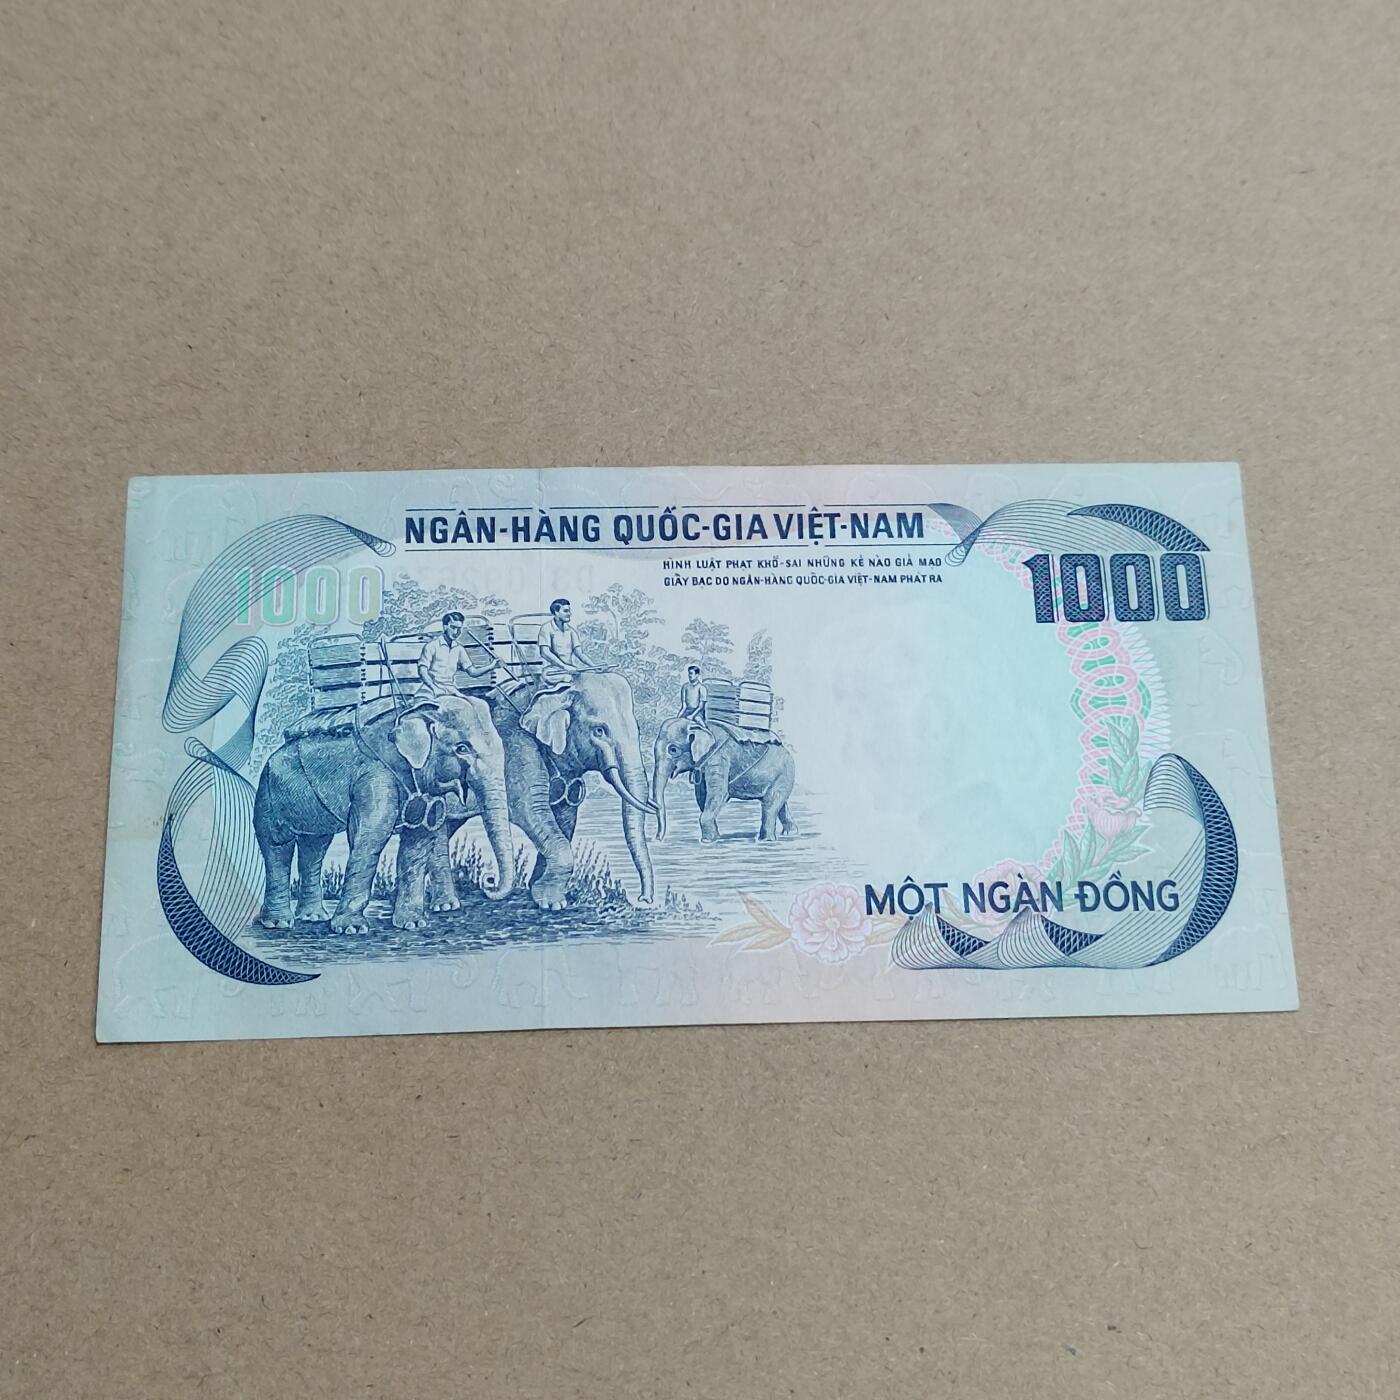 NGÂN-HÀNG QUỐC-GIA VIỆT-NAM
HÌNH LUẬT PHẠT KHỔ-SAI NHỮNG KẺ NÀO GIẢ MẠO
GIẤY BẠC DO NGÂN-HÀNG QUỐC-GIA VIỆT-NAM PHÁT RA
1000
1000
MỘT NGÀN ĐỒNG